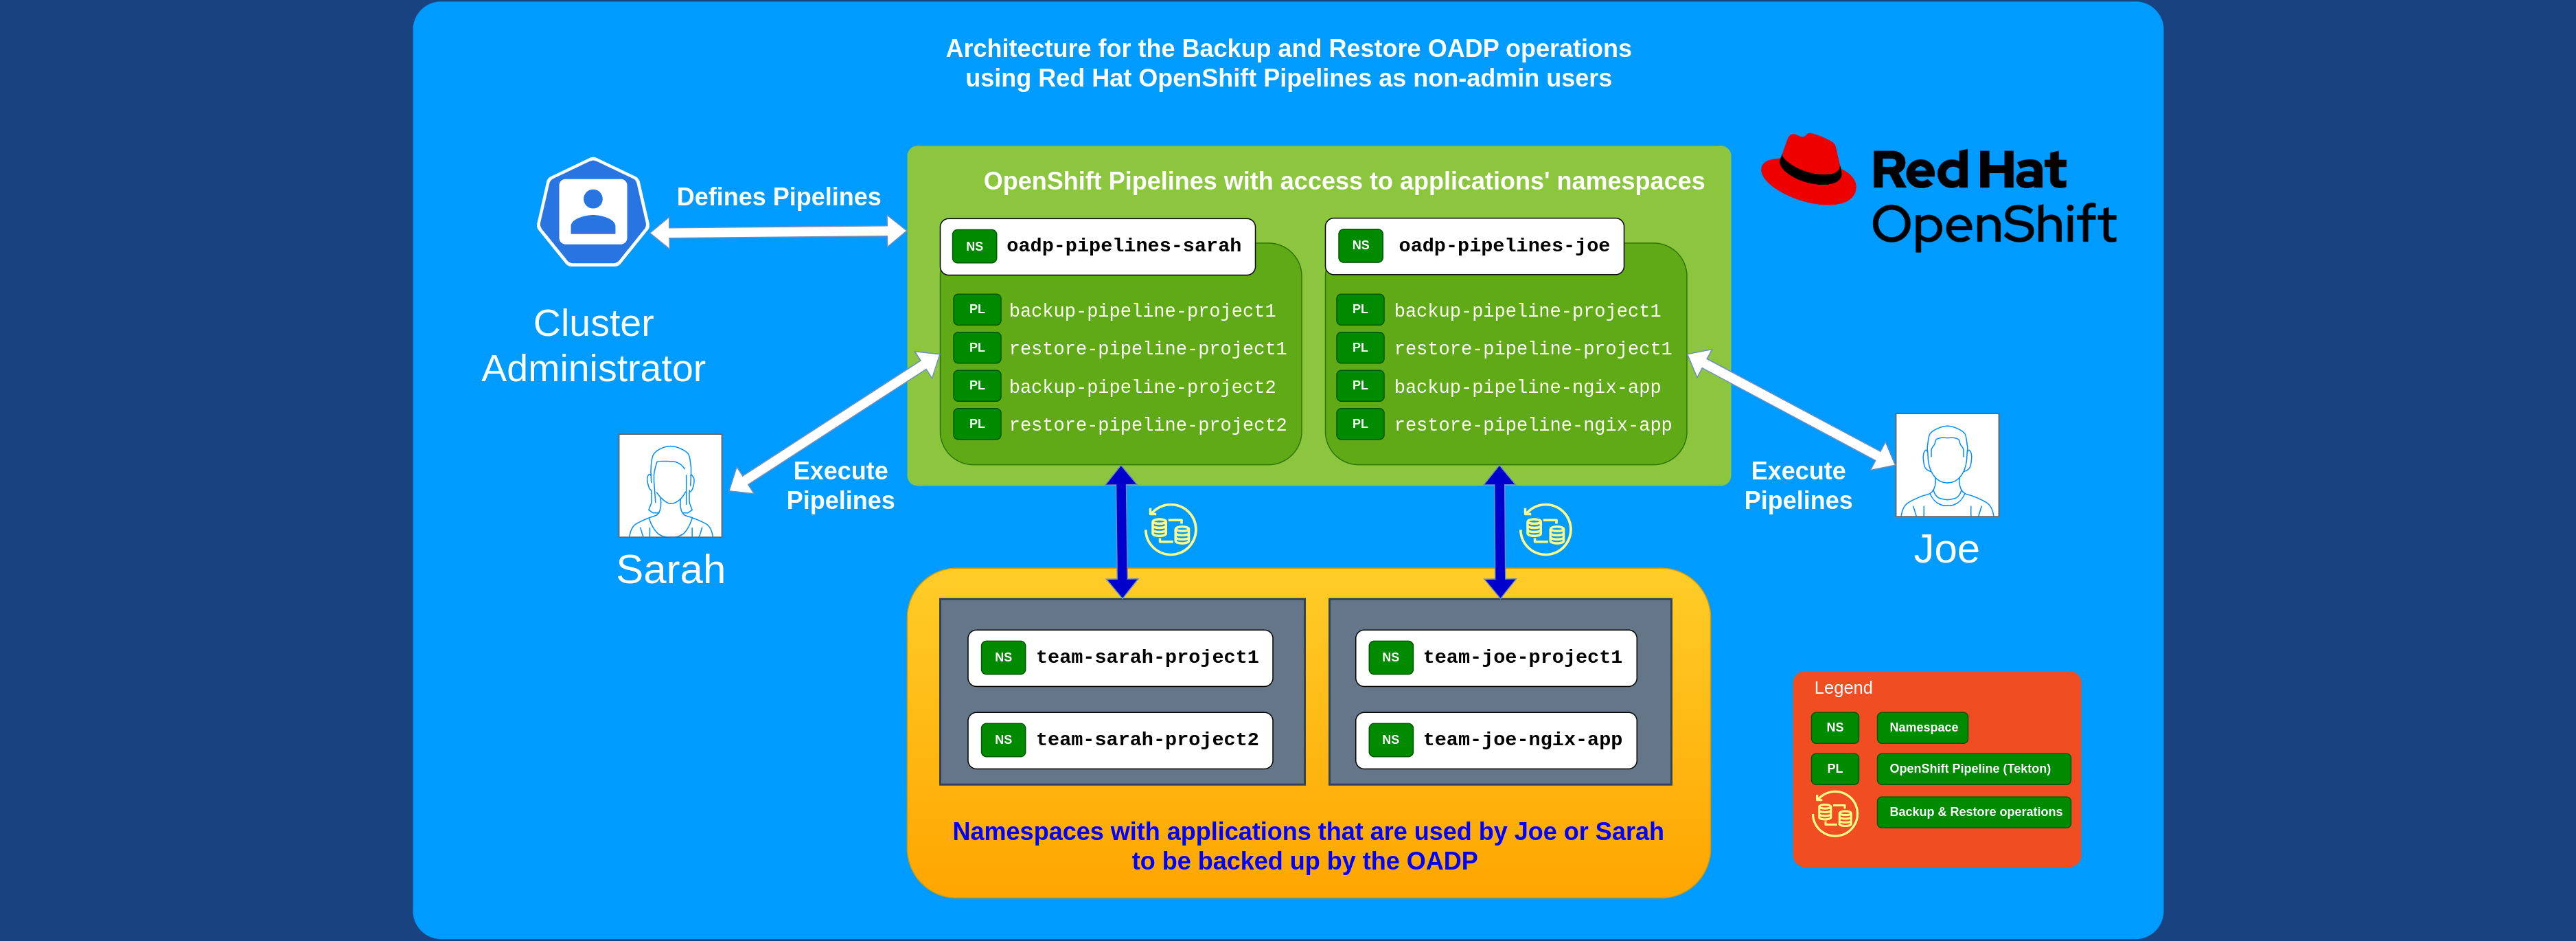 Architecture for the Backup and Restore OADP operations
using Red Hat OpenShift Pipelines as non-admin users
Red Hat
OpenShift
Defines Pipelines
Cluster
Administrator
OpenShift Pipelines with access to applications' namespaces
NS oadp-pipelines-sarah
PL backup-pipeline-project1
PL restore-pipeline-project1
PL backup-pipeline-project2
PL restore-pipeline-project2
NS oadp-pipelines-joe
PL backup-pipeline-project1
PL restore-pipeline-project1
PL backup-pipeline-ngix-app
PL restore-pipeline-ngix-app
Execute
Pipelines
Sarah
Execute
Pipelines
Joe
NS team-sarah-project1
NS team-sarah-project2
NS team-joe-project1
NS team-joe-ngix-app
Namespaces with applications that are used by Joe or Sarah
to be backed up by the OADP
Legend
NS Namespace
PL OpenShift Pipeline (Tekton)
Backup & Restore operations